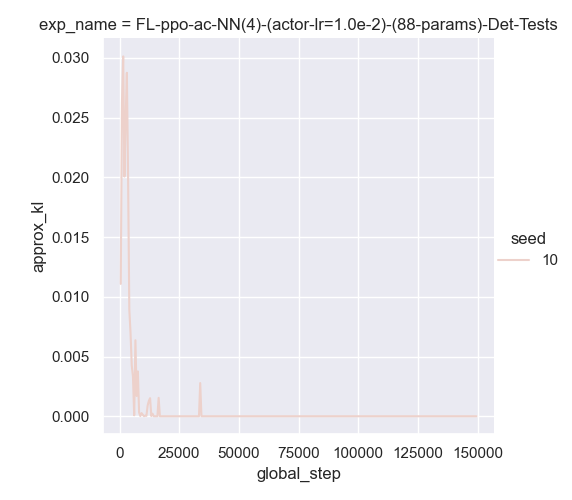 exp_name = FL-ppo-ac-NN(4)-(actor-lr=1.0e-2)-(88-params)-Det-Tests
0.030
0.025
0.020
0.015
0.010
0.005
0.000
approx_kl
seed
10
0 25000 50000 75000 100000 125000 150000
global_step